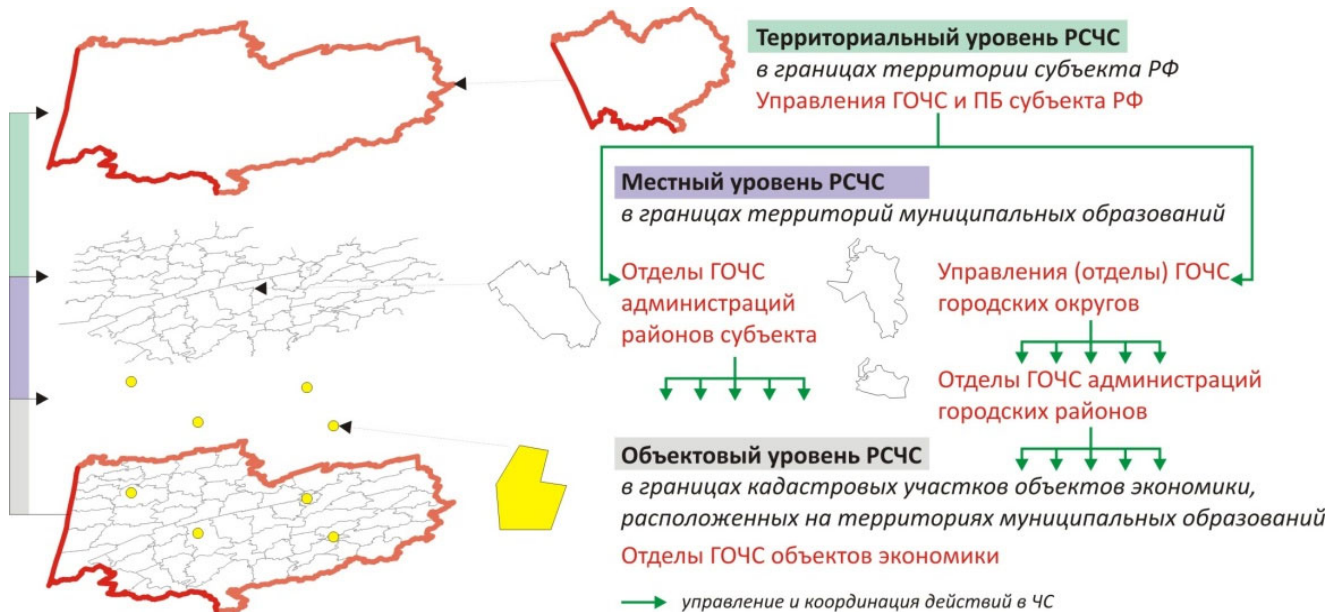 Территориальный уровень РСЧС
в границах территории субъекта РФ
Управления ГОЧС и ПБ субъекта РФ
Местный уровень РСЧС
в границах территорий муниципальных образований
Отделы ГОЧС
администраций
районов субъекта
Управления (отделы) ГОЧС
городских округов
Отделы ГОЧС администраций
городских районов
Объектовый уровень РСЧС
в границах кадастровых участков объектов экономики,
расположенных на территориях муниципальных образований
Отделы ГОЧС объектов экономики
управление и координация действий в ЧС